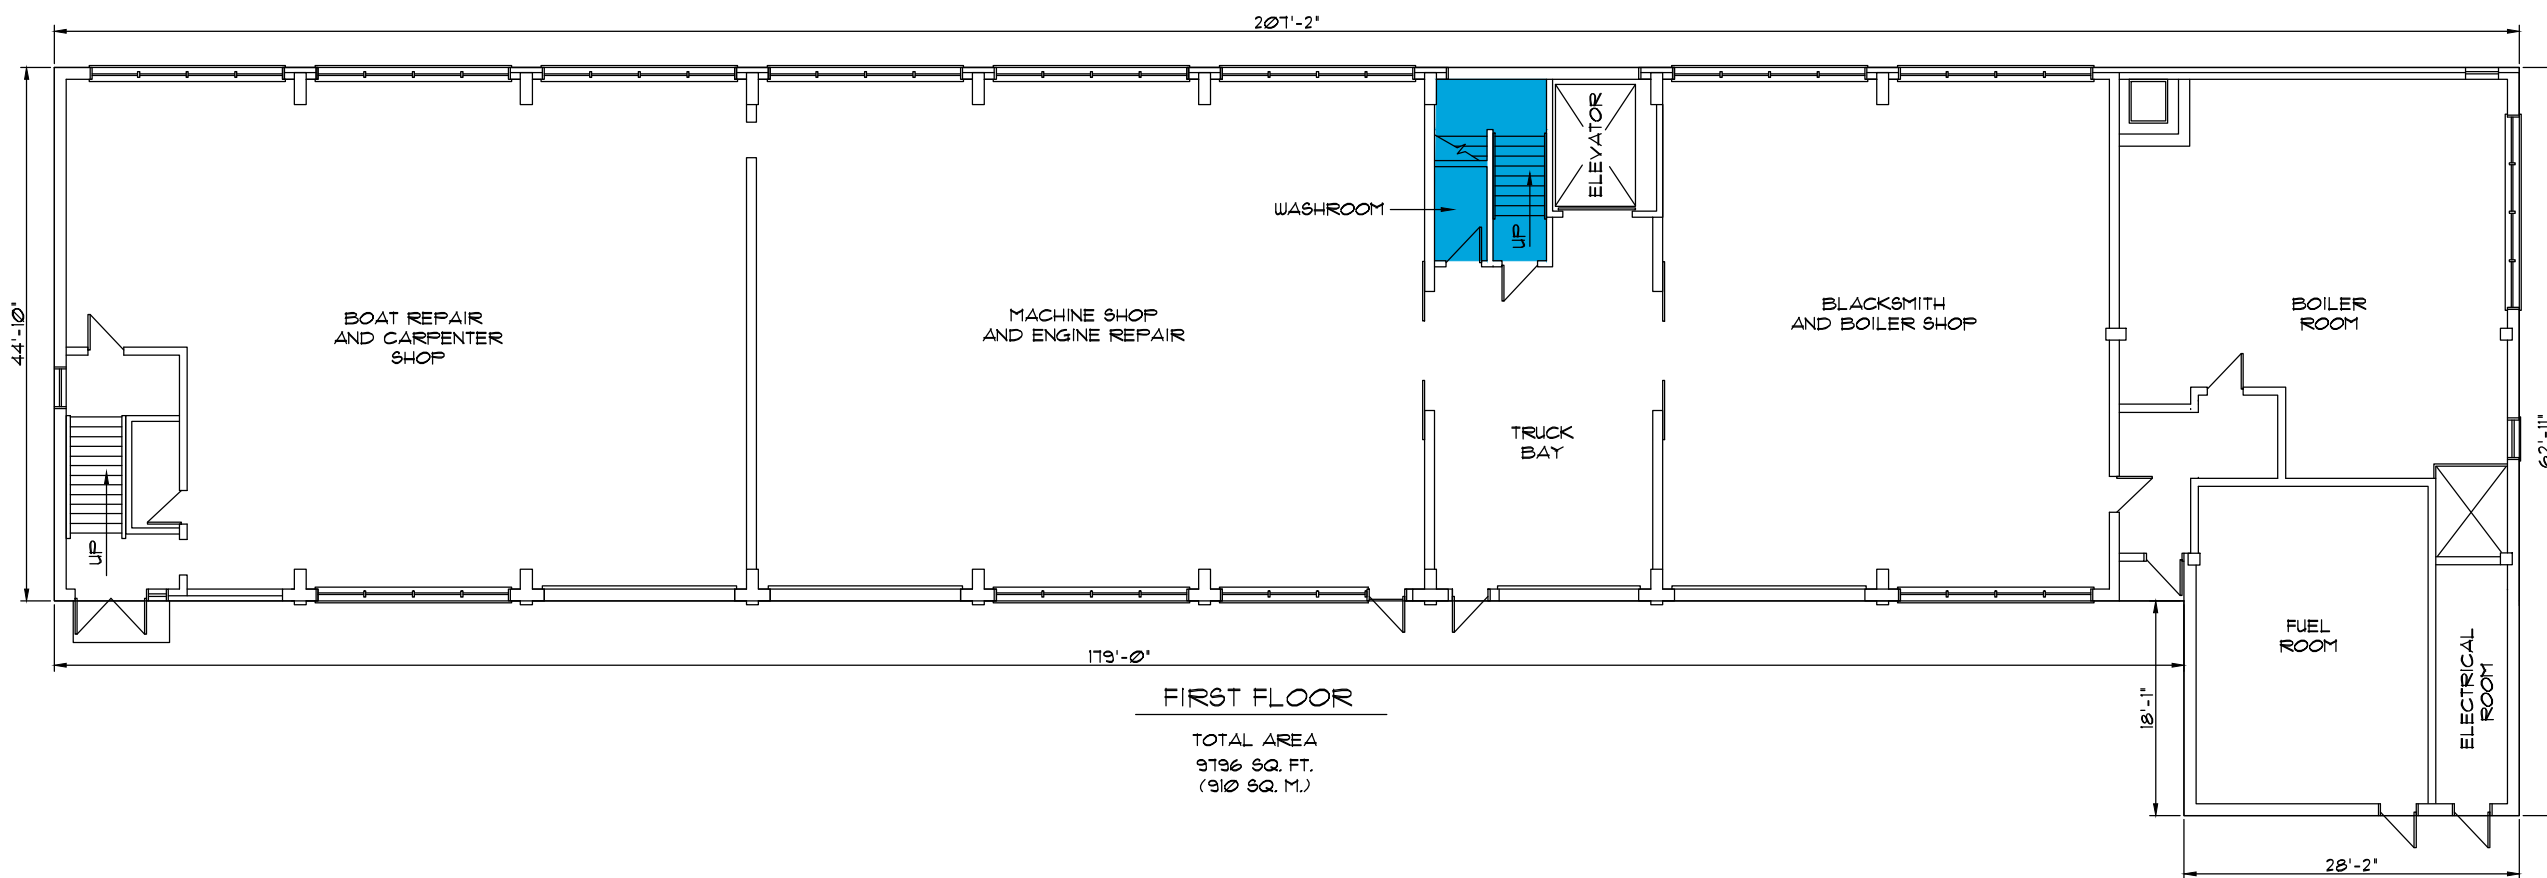 207'-2"
44'-10"
WASHROOM
ELEVATOR
UP
BOAT REPAIR
AND CARPENTER
SHOP
MACHINE SHOP
AND ENGINE REPAIR
BLACKSMITH
AND BOILER SHOP
BOILER
ROOM
TRUCK
BAY
62'-11"
UP
FUEL
ROOM
ELECTRICAL
ROOM
179'-0"
18'-1"
FIRST FLOOR
TOTAL AREA
9796 SQ. FT.
(910 SQ. M.)
28'-2"